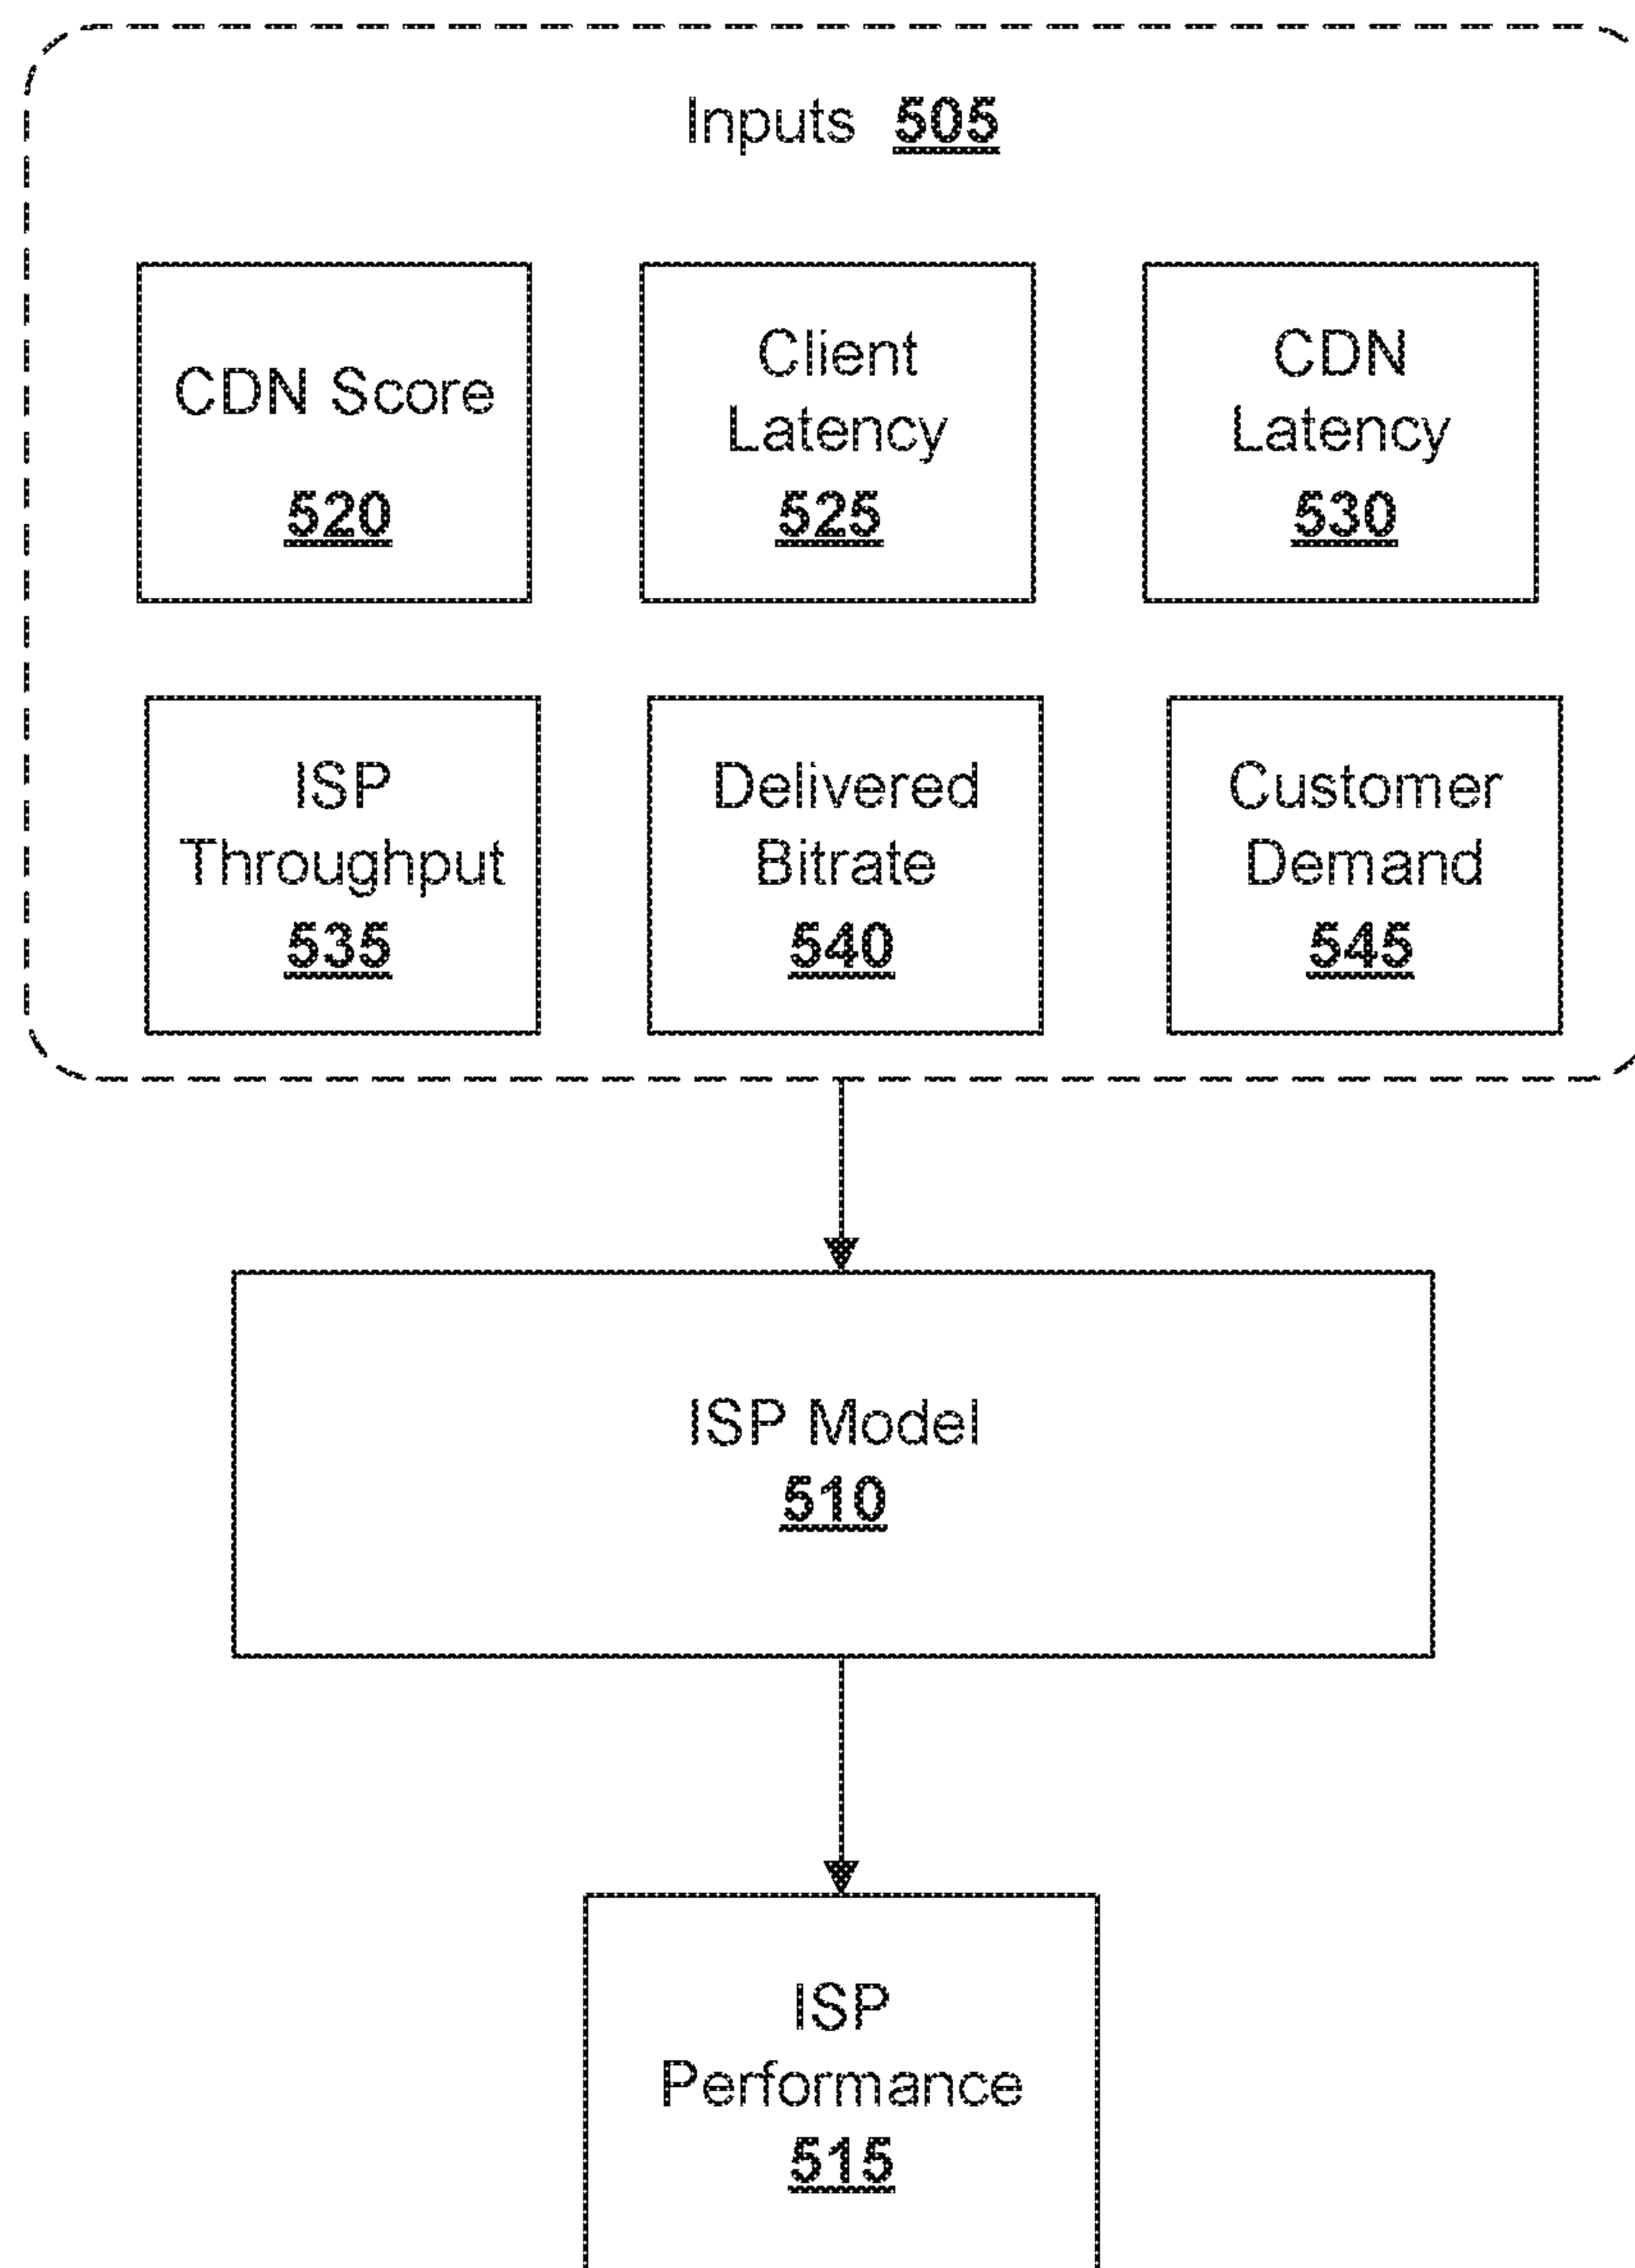 Inputs 505
CDN Score
520
Client
Latency
525
CDN
Latency
530
ISP
Throughput
535
Delivered
Bitrate
540
Customer
Demand
545
ISP Model
510
ISP
Performance
515